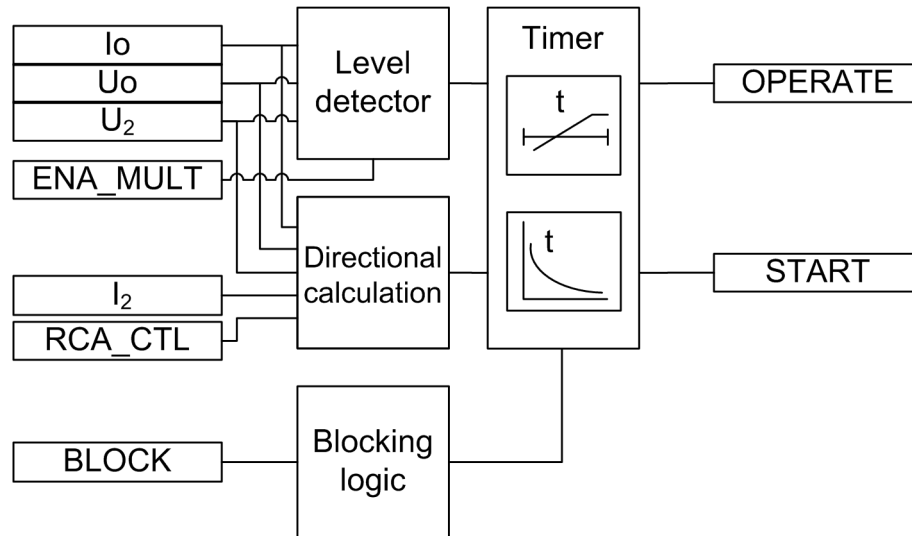 Io
Uo
U₂
ENA_MULT
I₂
RCA_CTL
BLOCK
Level
detector
Directional
calculation
Blocking
logic
Timer
t
t
OPERATE
START